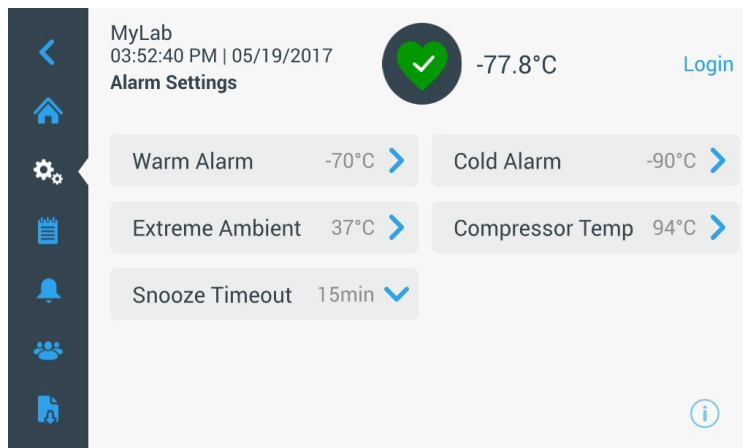 MyLab
03:52:40 PM | 05/19/2017
Alarm Settings
-77.8°C
Login
Warm Alarm -70°C
Cold Alarm -90°C
Extreme Ambient 37°C
Compressor Temp 94°C
Snooze Timeout 15min
i